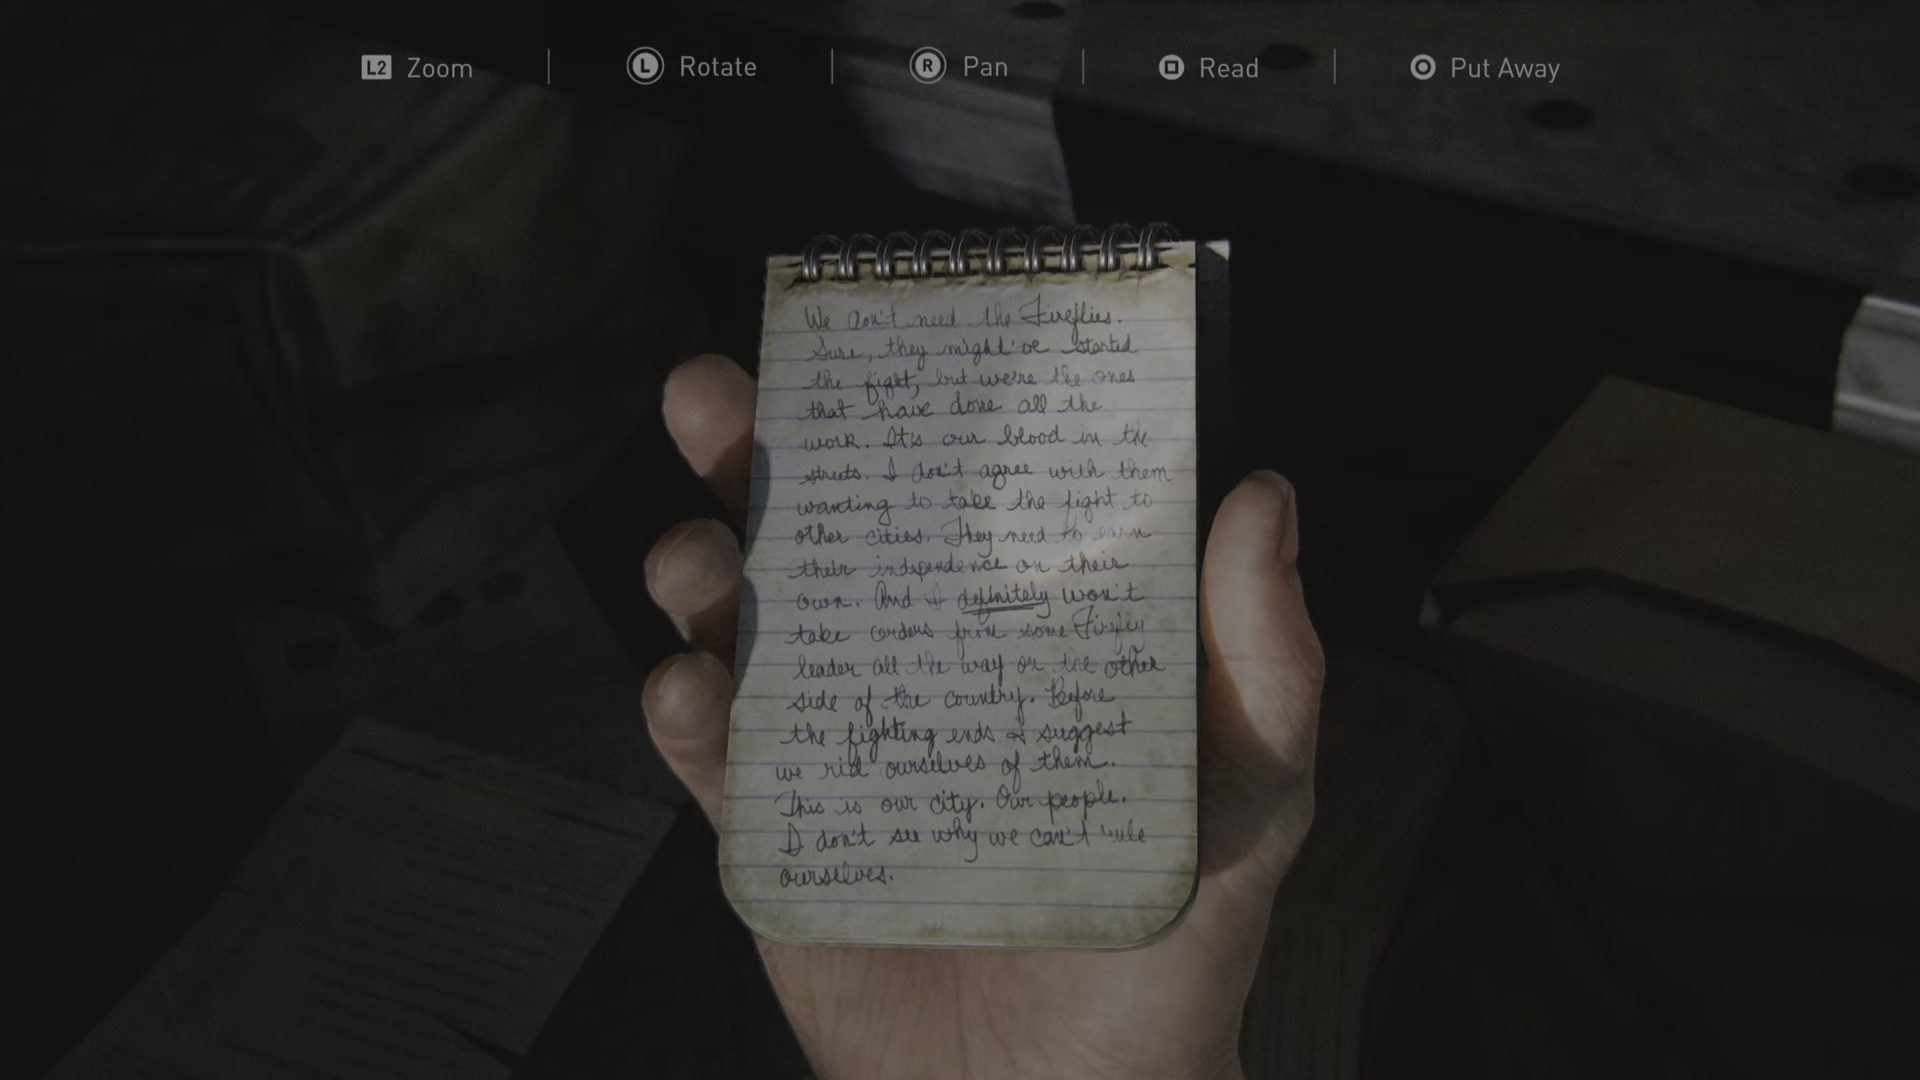 L2 Zoom L Rotate R Pan Read Put Away
We don't need the Fireflies.
Sure, they might've started
the fight, but we're the ones
that have done all the
work. It's our blood in the
streets. I don't agree with them
wanting to take the fight to
other cities. They need to earn
their independence on their
own. And I definitely won't
take orders from some Firefly
leader all the way on the other
side of the country. Before
the fighting ends I suggest
we rid ourselves of them.
This is our city. Our people.
I don't see why we can't rule
ourselves.